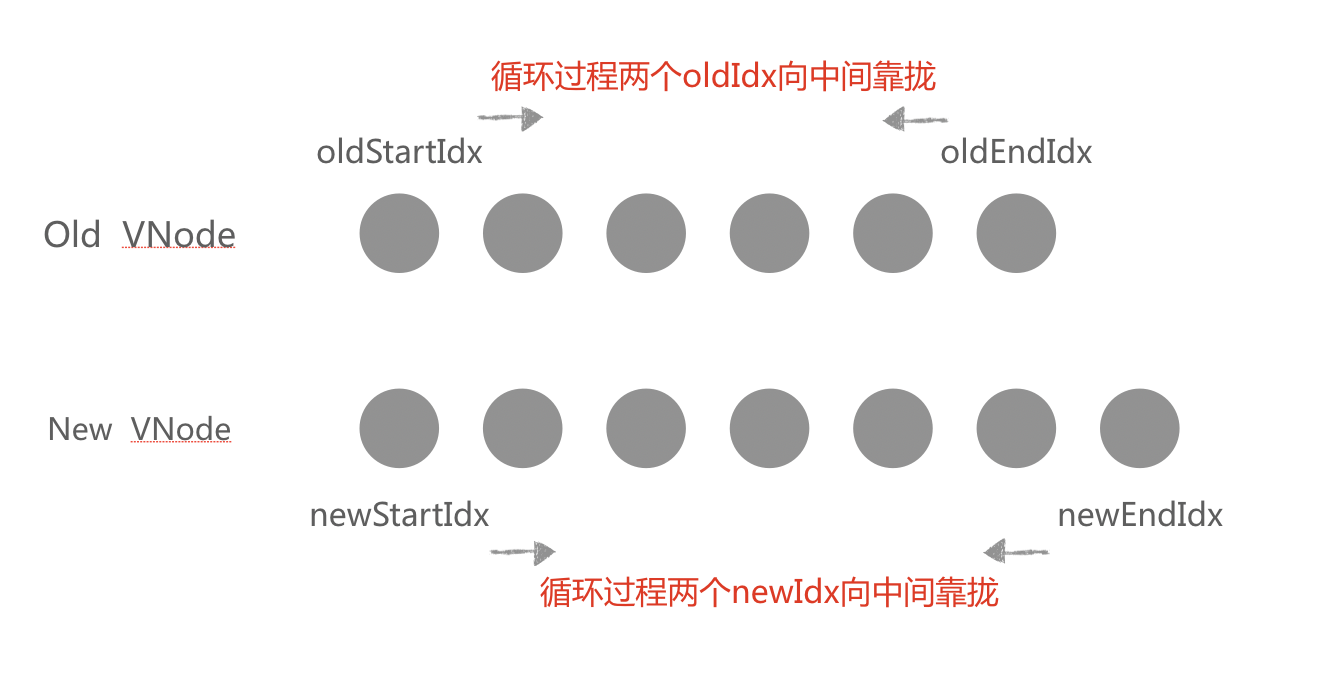 循环过程两个oldIdx向中间靠拢
oldStartIdx oldEndIdx
Old VNode
New VNode
newStartIdx newEndIdx
循环过程两个newIdx向中间靠拢